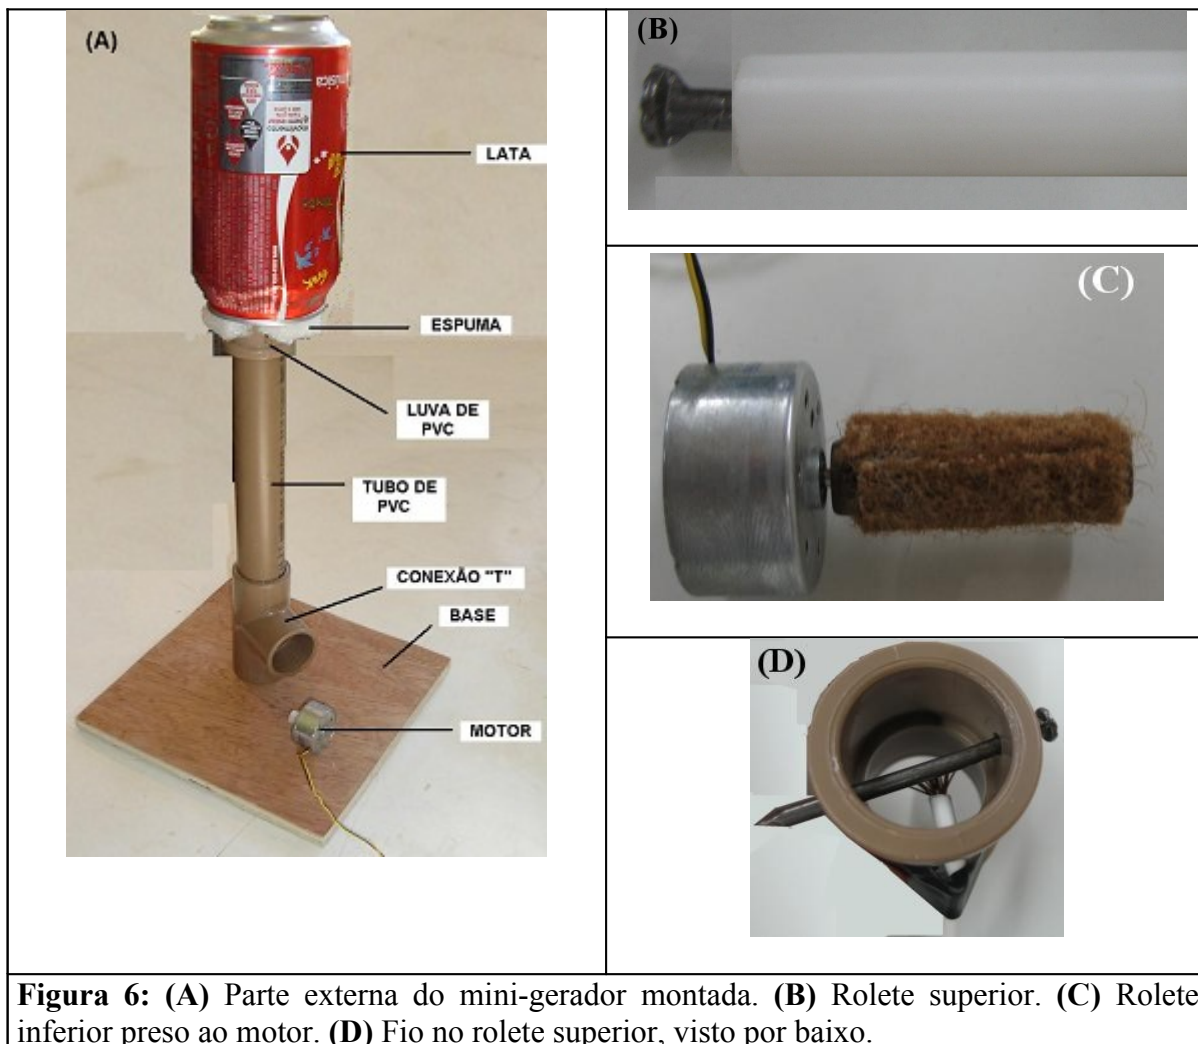 (A)
LATA
ESPUMA
LUVA DE
PVC
TUBO DE
PVC
CONEXÃO "T"
BASE
MOTOR
(B)
(C)
(D)
Figura 6: (A) Parte externa do mini-gerador montada. (B) Rolete superior. (C) Rolete
inferior preso ao motor. (D) Fio no rolete superior, visto por baixo.